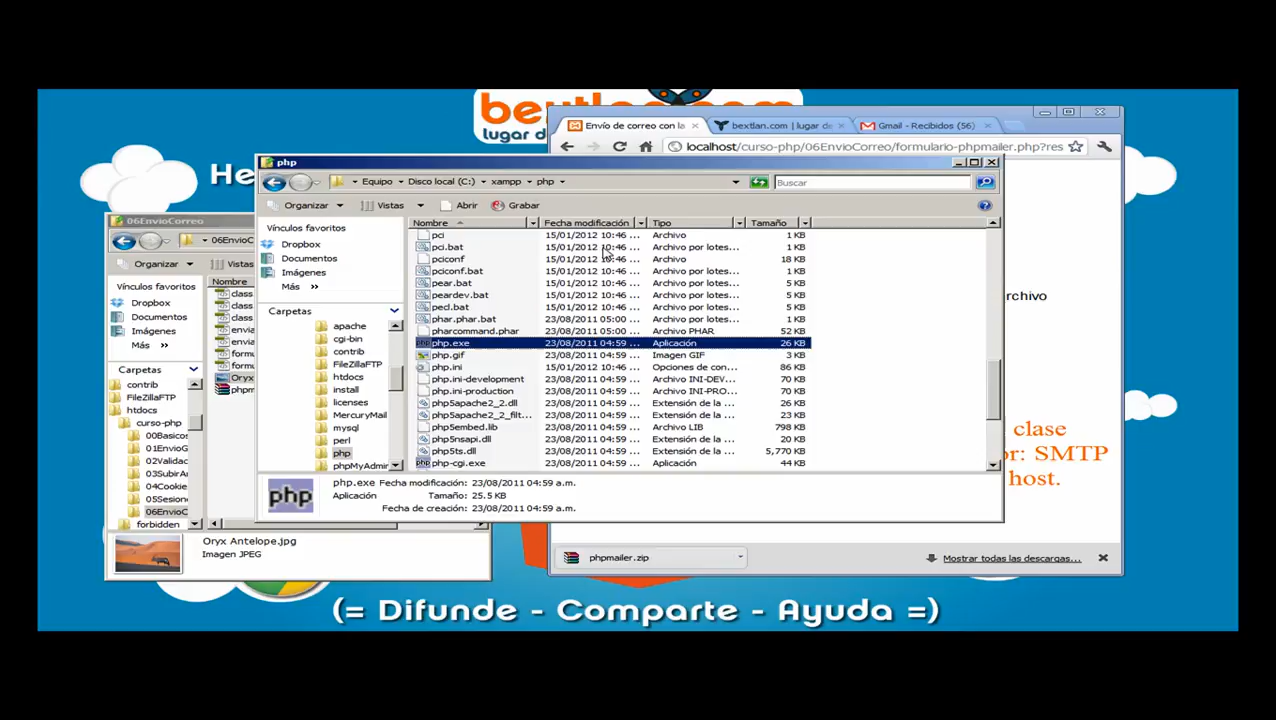 bextlan.com
lugar d
He
Envío de correo con la
bextlan.com | lugar de
Gmail - Recibidos (56)
localhost/curso-php/06EnvioCorreo/formulario-phpmailer.php?res
php
Equipo
Disco local (C:)
xampp
php
Buscar
Organizar
Vistas
Abrir
Grabar
Vínculos favoritos
Dropbox
Documentos
Imágenes
Más »
Carpetas
apache
cgi-bin
contrib
FileZillaFTP
htdocs
install
licenses
MercuryMail
mysql
perl
php
phpMyAdmir
Nombre Fecha modificación Tipo Tamaño
pci 15/01/2012 10:46 ... Archivo 1 KB
pci.bat 15/01/2012 10:46 ... Archivo por lotes... 1 KB
pciconf 15/01/2012 10:46 ... Archivo 18 KB
pciconf.bat 15/01/2012 10:46 ... Archivo por lotes... 1 KB
pear.bat 15/01/2012 10:46 ... Archivo por lotes... 5 KB
peardev.bat 15/01/2012 10:46 ... Archivo por lotes... 5 KB
pecl.bat 15/01/2012 10:46 ... Archivo por lotes... 5 KB
phar.phar.bat 23/08/2011 05:00 ... Archivo por lotes... 1 KB
pharcommand.phar 23/08/2011 05:00 ... Archivo PHAR 52 KB
php.exe 23/08/2011 04:59 ... Aplicación 26 KB
php.gif 23/08/2011 04:59 ... Imagen GIF 3 KB
php.ini 15/01/2012 10:46 ... Opciones de con... 86 KB
php.ini-development 23/08/2011 04:59 ... Archivo INI-DEV... 70 KB
php.ini-production 23/08/2011 04:59 ... Archivo INI-PRO... 70 KB
php5apache2_2.dll 23/08/2011 04:59 ... Extensión de la ... 26 KB
php5apache2_2_filt... 23/08/2011 04:59 ... Extensión de la ... 23 KB
php5embed.lib 23/08/2011 04:59 ... Archivo LIB 798 KB
php5nsapi.dll 23/08/2011 04:59 ... Extensión de la ... 20 KB
php5ts.dll 23/08/2011 04:59 ... Extensión de la ... 5,770 KB
php-cgi.exe 23/08/2011 04:59 ... Aplicación 44 KB
php
php.exe Fecha modificación: 23/08/2011 04:59 a.m.
Aplicación Tamaño: 25.5 KB
Fecha de creación: 23/08/2011 04:59 a.m.
06EnvioCorreo
06EnvioC
Organizar
Vistas
Vínculos favoritos
Dropbox
Documentos
Imágenes
Más »
Carpetas
contrib
FileZillaFTP
htdocs
curso-php
00Basicos
01EnvioG
02Validac
03SubirAr
04Cookie
05Sesione
06EnvioC
forbidden
Nombre
class
class
class
envia
envia
formu
formu
Oryx
phpm
Oryx Antelope.jpg
Imagen JPEG
archivo
clase
or: SMTP
host.
phpmailer.zip
Mostrar todas las descargas...
(= Difunde - Comparte - Ayuda =)